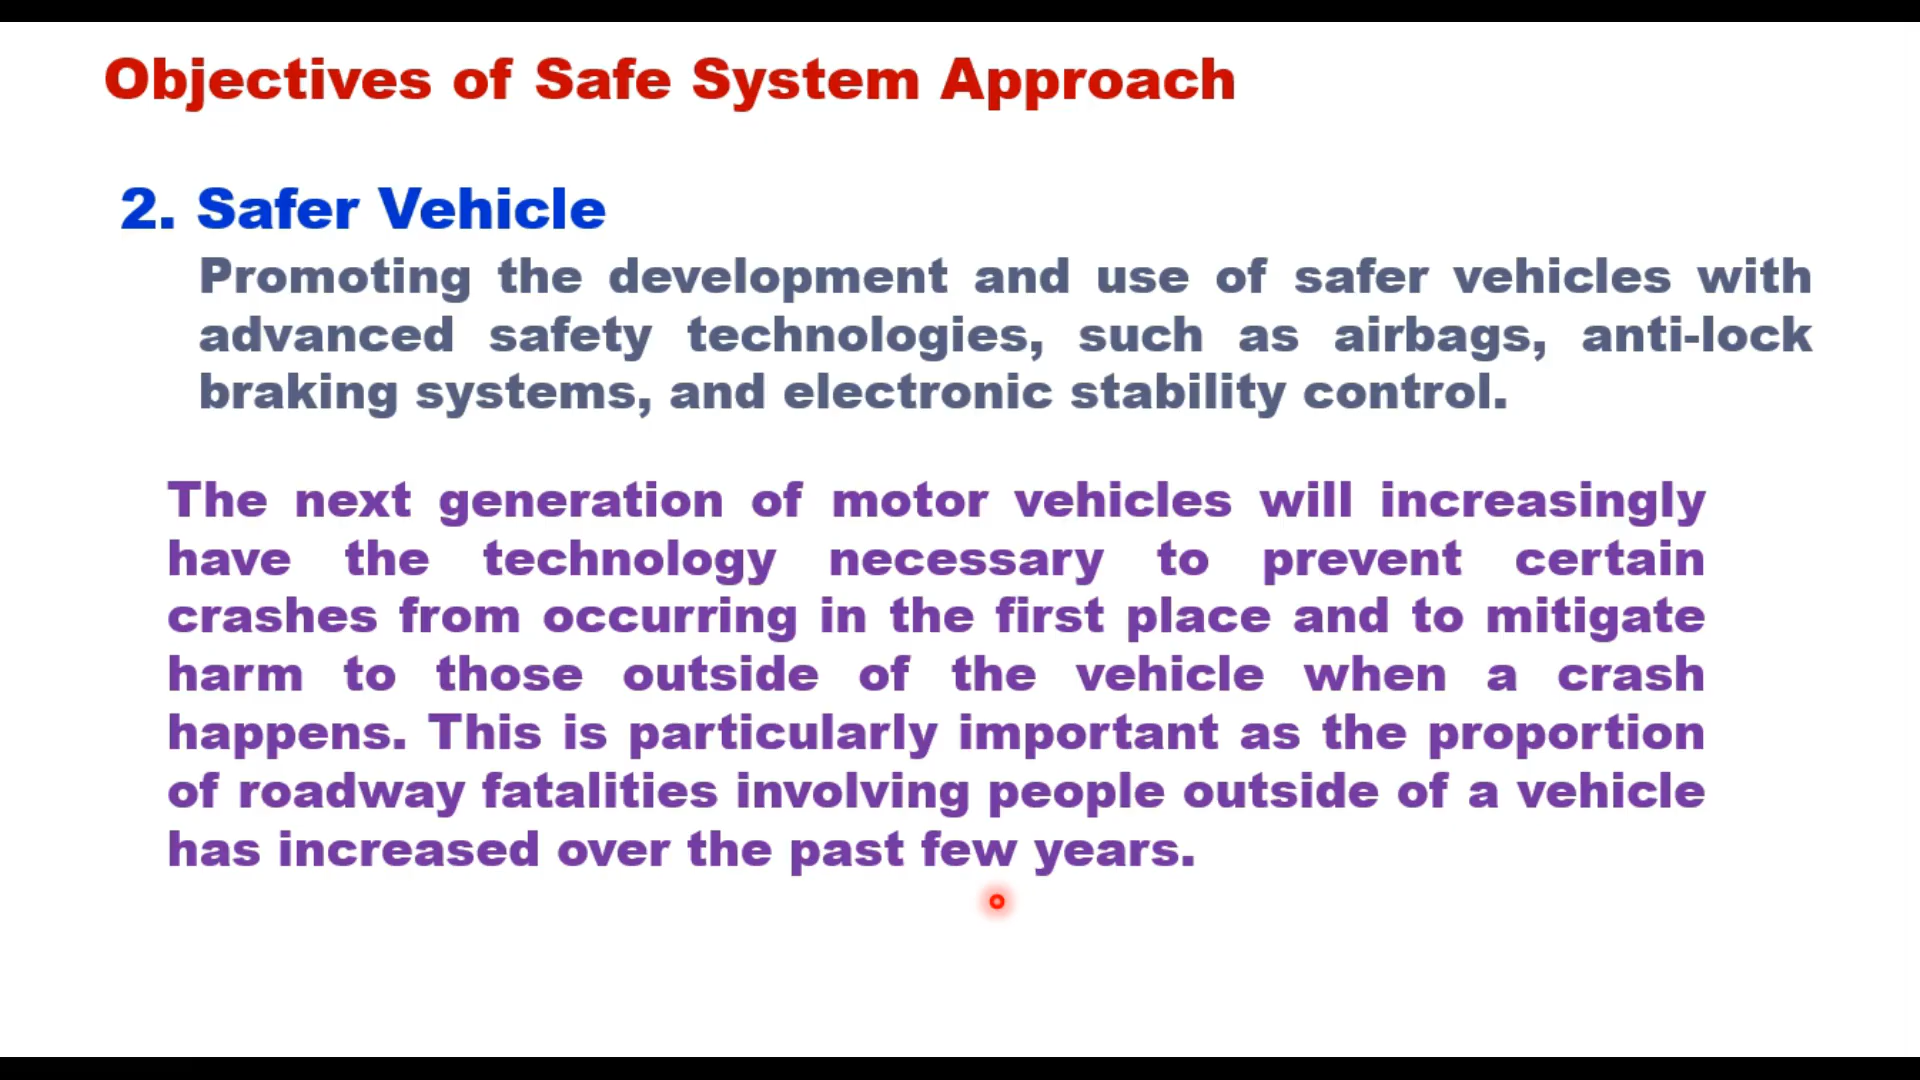 Objectives of Safe System Approach
2. Safer Vehicle
Promoting the development and use of safer vehicles with
advanced safety technologies, such as airbags, anti-lock
braking systems, and electronic stability control.
The next generation of motor vehicles will increasingly
have the technology necessary to prevent certain
crashes from occurring in the first place and to mitigate
harm to those outside of the vehicle when a crash
happens. This is particularly important as the proportion
of roadway fatalities involving people outside of a vehicle
has increased over the past few years.